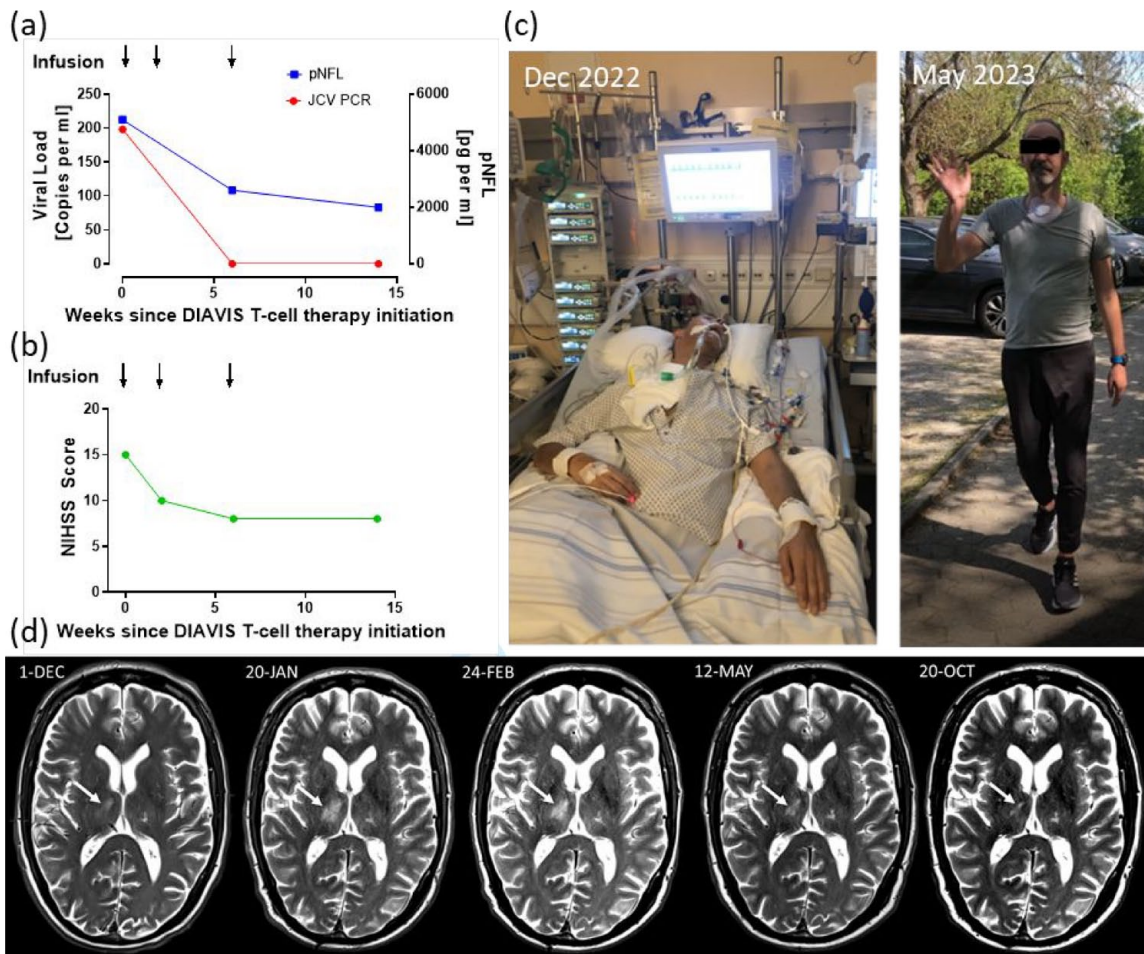 (a)
Infusion
pNFL
JCV PCR
250
200
150
100
50
0
Viral Load
[Copies per ml]
6000
4000
2000
0
pNFL
[pg per ml]
0
5
10
15
Weeks since DIAVIS T-cell therapy initiation
(b)
Infusion
20
15
10
5
0
NIHSS Score
0
5
10
15
Weeks since DIAVIS T-cell therapy initiation
(c)
Dec 2022
May 2023
(d)
1-DEC
20-JAN
24-FEB
12-MAY
20-OCT